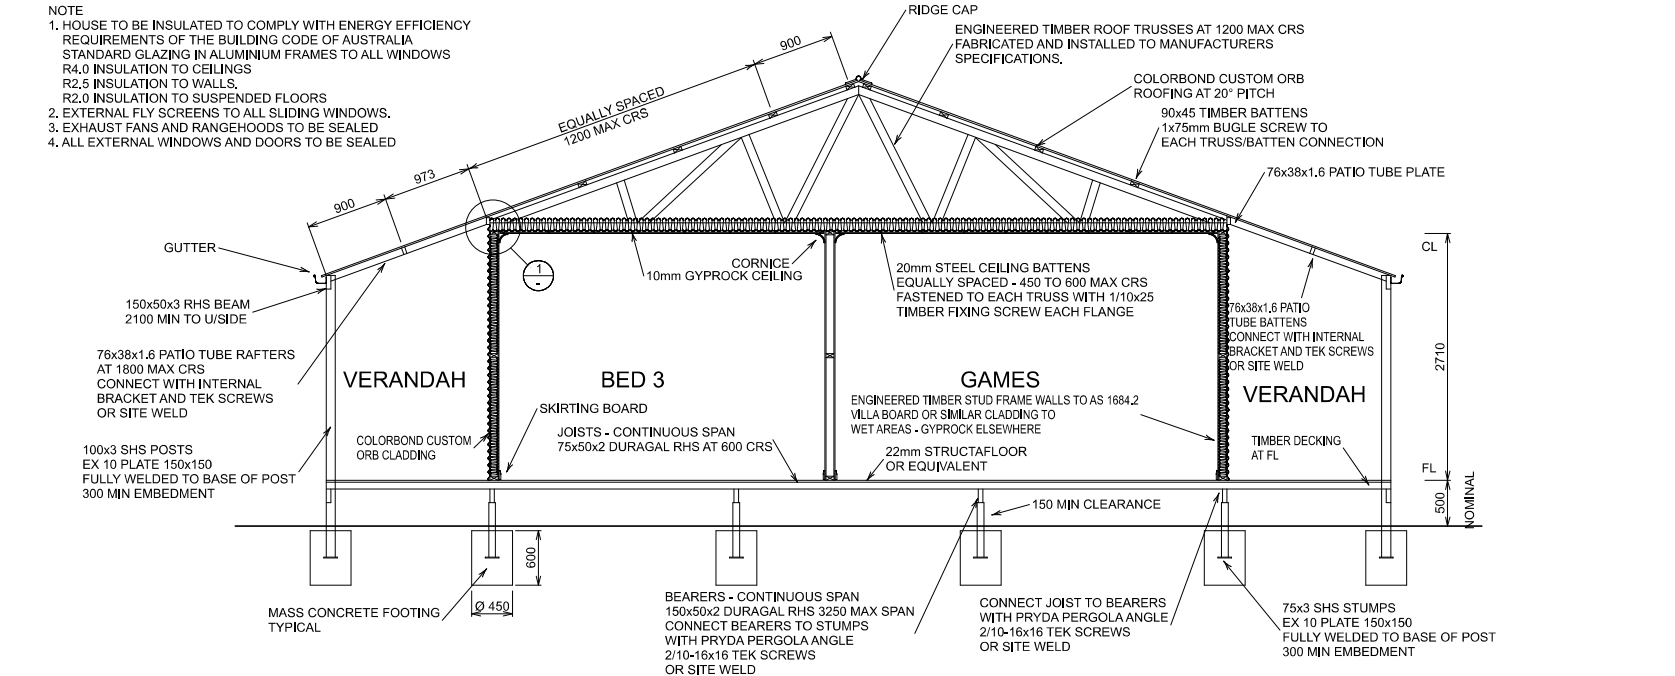 NOTE
1. HOUSE TO BE INSULATED TO COMPLY WITH ENERGY EFFICIENCY
REQUIREMENTS OF THE BUILDING CODE OF AUSTRALIA
STANDARD GLAZING IN ALUMINIUM FRAMES TO ALL WINDOWS
R4.0 INSULATION TO CEILINGS
R2.5 INSULATION TO WALLS.
R2.0 INSULATION TO SUSPENDED FLOORS
2. EXTERNAL FLY SCREENS TO ALL SLIDING WINDOWS.
3. EXHAUST FANS AND RANGEHOODS TO BE SEALED
4. ALL EXTERNAL WINDOWS AND DOORS TO BE SEALED
900
973
EQUALLY SPACED
1200 MAX CRS
900
RIDGE CAP
ENGINEERED TIMBER ROOF TRUSSES AT 1200 MAX CRS
FABRICATED AND INSTALLED TO MANUFACTURERS
SPECIFICATIONS.
COLORBOND CUSTOM ORB
ROOFING AT 20° PITCH
90x45 TIMBER BATTENS
1x75mm BUGLE SCREW TO
EACH TRUSS/BATTEN CONNECTION
76x38x1.6 PATIO TUBE PLATE
GUTTER
150x50x3 RHS BEAM
2100 MIN TO U/SIDE
76x38x1.6 PATIO TUBE RAFTERS
AT 1800 MAX CRS
CONNECT WITH INTERNAL
BRACKET AND TEK SCREWS
OR SITE WELD
100x3 SHS POSTS
EX 10 PLATE 150x150
FULLY WELDED TO BASE OF POST
300 MIN EMBEDMENT
1
-
10mm GYPROCK CEILING
CORNICE
20mm STEEL CEILING BATTENS
EQUALLY SPACED - 450 TO 600 MAX CRS
FASTENED TO EACH TRUSS WITH 1/10x25
TIMBER FIXING SCREW EACH FLANGE
76x38x1.6 PATIO
TUBE BATTENS
CONNECT WITH INTERNAL
BRACKET AND TEK SCREWS
OR SITE WELD
CL
2710
FL
500
NOMINAL
VERANDAH
BED 3
GAMES
VERANDAH
COLORBOND CUSTOM
ORB CLADDING
SKIRTING BOARD
JOISTS - CONTINUOUS SPAN
75x50x2 DURAGAL RHS AT 600 CRS
ENGINEERED TIMBER STUD FRAME WALLS TO AS 1684.2
VILLA BOARD OR SIMILAR CLADDING TO
WET AREAS - GYPROCK ELSEWHERE
22mm STRUCTAFLOOR
OR EQUIVALENT
TIMBER DECKING
AT FL
150 MIN CLEARANCE
600
Ø 450
MASS CONCRETE FOOTING
TYPICAL
BEARERS - CONTINUOUS SPAN
150x50x2 DURAGAL RHS 3250 MAX SPAN
CONNECT BEARERS TO STUMPS
WITH PRYDA PERGOLA ANGLE
2/10-16x16 TEK SCREWS
OR SITE WELD
CONNECT JOIST TO BEARERS
WITH PRYDA PERGOLA ANGLE
2/10-16x16 TEK SCREWS
OR SITE WELD
75x3 SHS STUMPS
EX 10 PLATE 150x150
FULLY WELDED TO BASE OF POST
300 MIN EMBEDMENT